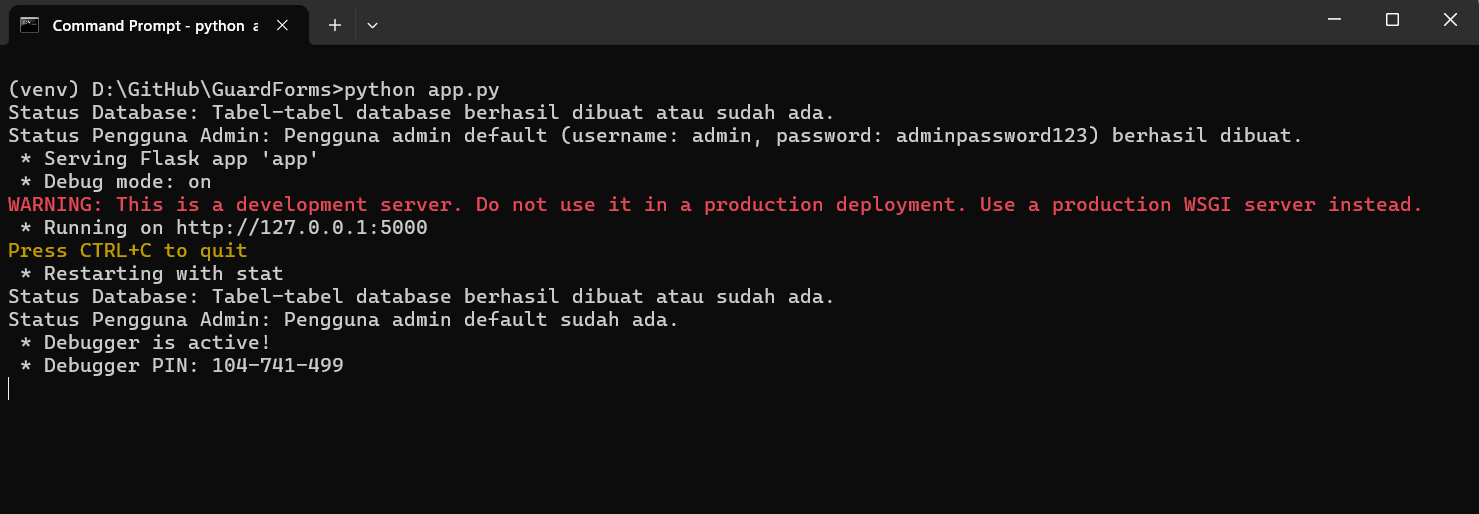 Command Prompt - python a
(venv) D:\GitHub\GuardForms>python app.py
Status Database: Tabel-tabel database berhasil dibuat atau sudah ada.
Status Pengguna Admin: Pengguna admin default (username: admin, password: adminpassword123) berhasil dibuat.
 * Serving Flask app 'app'
 * Debug mode: on
WARNING: This is a development server. Do not use it in a production deployment. Use a production WSGI server instead.
 * Running on http://127.0.0.1:5000
Press CTRL+C to quit
 * Restarting with stat
Status Database: Tabel-tabel database berhasil dibuat atau sudah ada.
Status Pengguna Admin: Pengguna admin default sudah ada.
 * Debugger is active!
 * Debugger PIN: 104-741-499